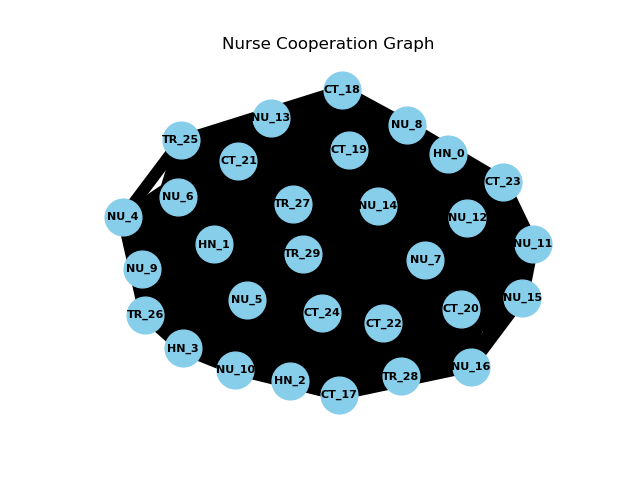 Nurse Cooperation Graph
CT_18
NU_13
NU_8
TR_25
CT_19
HN_0
CT_21
CT_23
NU_6
TR_27
NU_14
NU_4
NU_12
HN_1
NU_11
TR_29
NU_7
NU_9
NU_5
NU_15
CT_20
CT_24
TR_26
CT_22
HN_3
NU_16
NU_10
TR_28
HN_2
CT_17